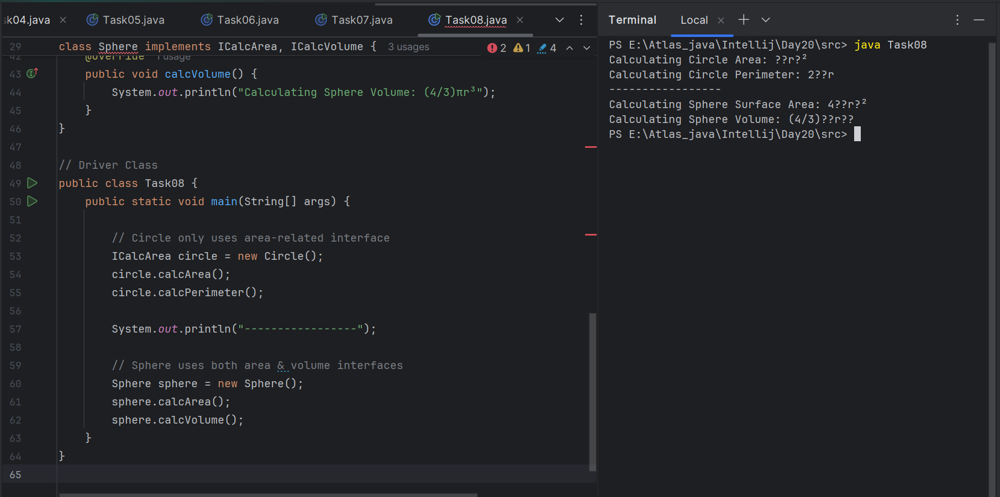 sk04.java Task05.java Task06.java Task07.java Task08.java
29 class Sphere implements ICalcArea, ICalcVolume { 3 usages 2 1 4
42 @Override 1 usage
43 public void calcVolume() {
44 System.out.println("Calculating Sphere Volume: (4/3)πr³");
45 }
46 }
47
48 // Driver Class
49 public class Task08 {
50 public static void main(String[] args) {
51
52 // Circle only uses area-related interface
53 ICalcArea circle = new Circle();
54 circle.calcArea();
55 circle.calcPerimeter();
56
57 System.out.println("-----------------");
58
59 // Sphere uses both area & volume interfaces
60 Sphere sphere = new Sphere();
61 sphere.calcArea();
62 sphere.calcVolume();
63 }
64 }
65
Terminal Local
PS E:\Atlas_java\Intellij\Day20\src> java Task08
Calculating Circle Area: ??r?²
Calculating Circle Perimeter: 2??r
-----------------
Calculating Sphere Surface Area: 4??r?²
Calculating Sphere Volume: (4/3)??r??
PS E:\Atlas_java\Intellij\Day20\src>